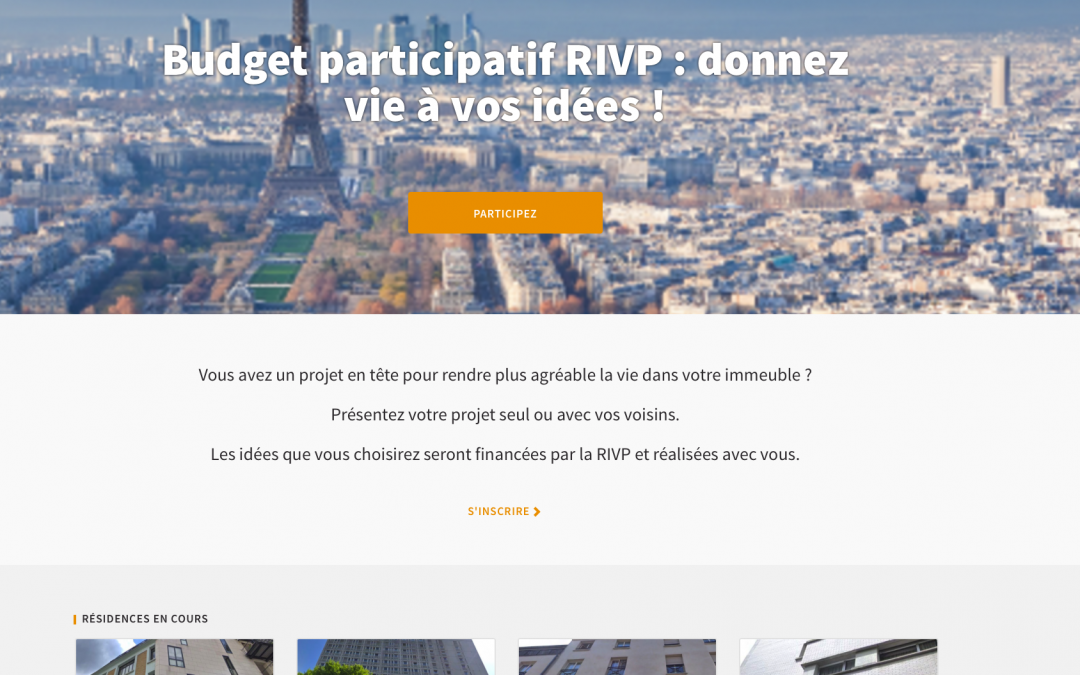 Budget participatif RIVP : donnez
vie à vos idées !
PARTICIPEZ
Vous avez un projet en tête pour rendre plus agréable la vie dans votre immeuble ?
Présentez votre projet seul ou avec vos voisins.
Les idées que vous choisirez seront financées par la RIVP et réalisées avec vous.
S'INSCRIRE
RÉSIDENCES EN COURS